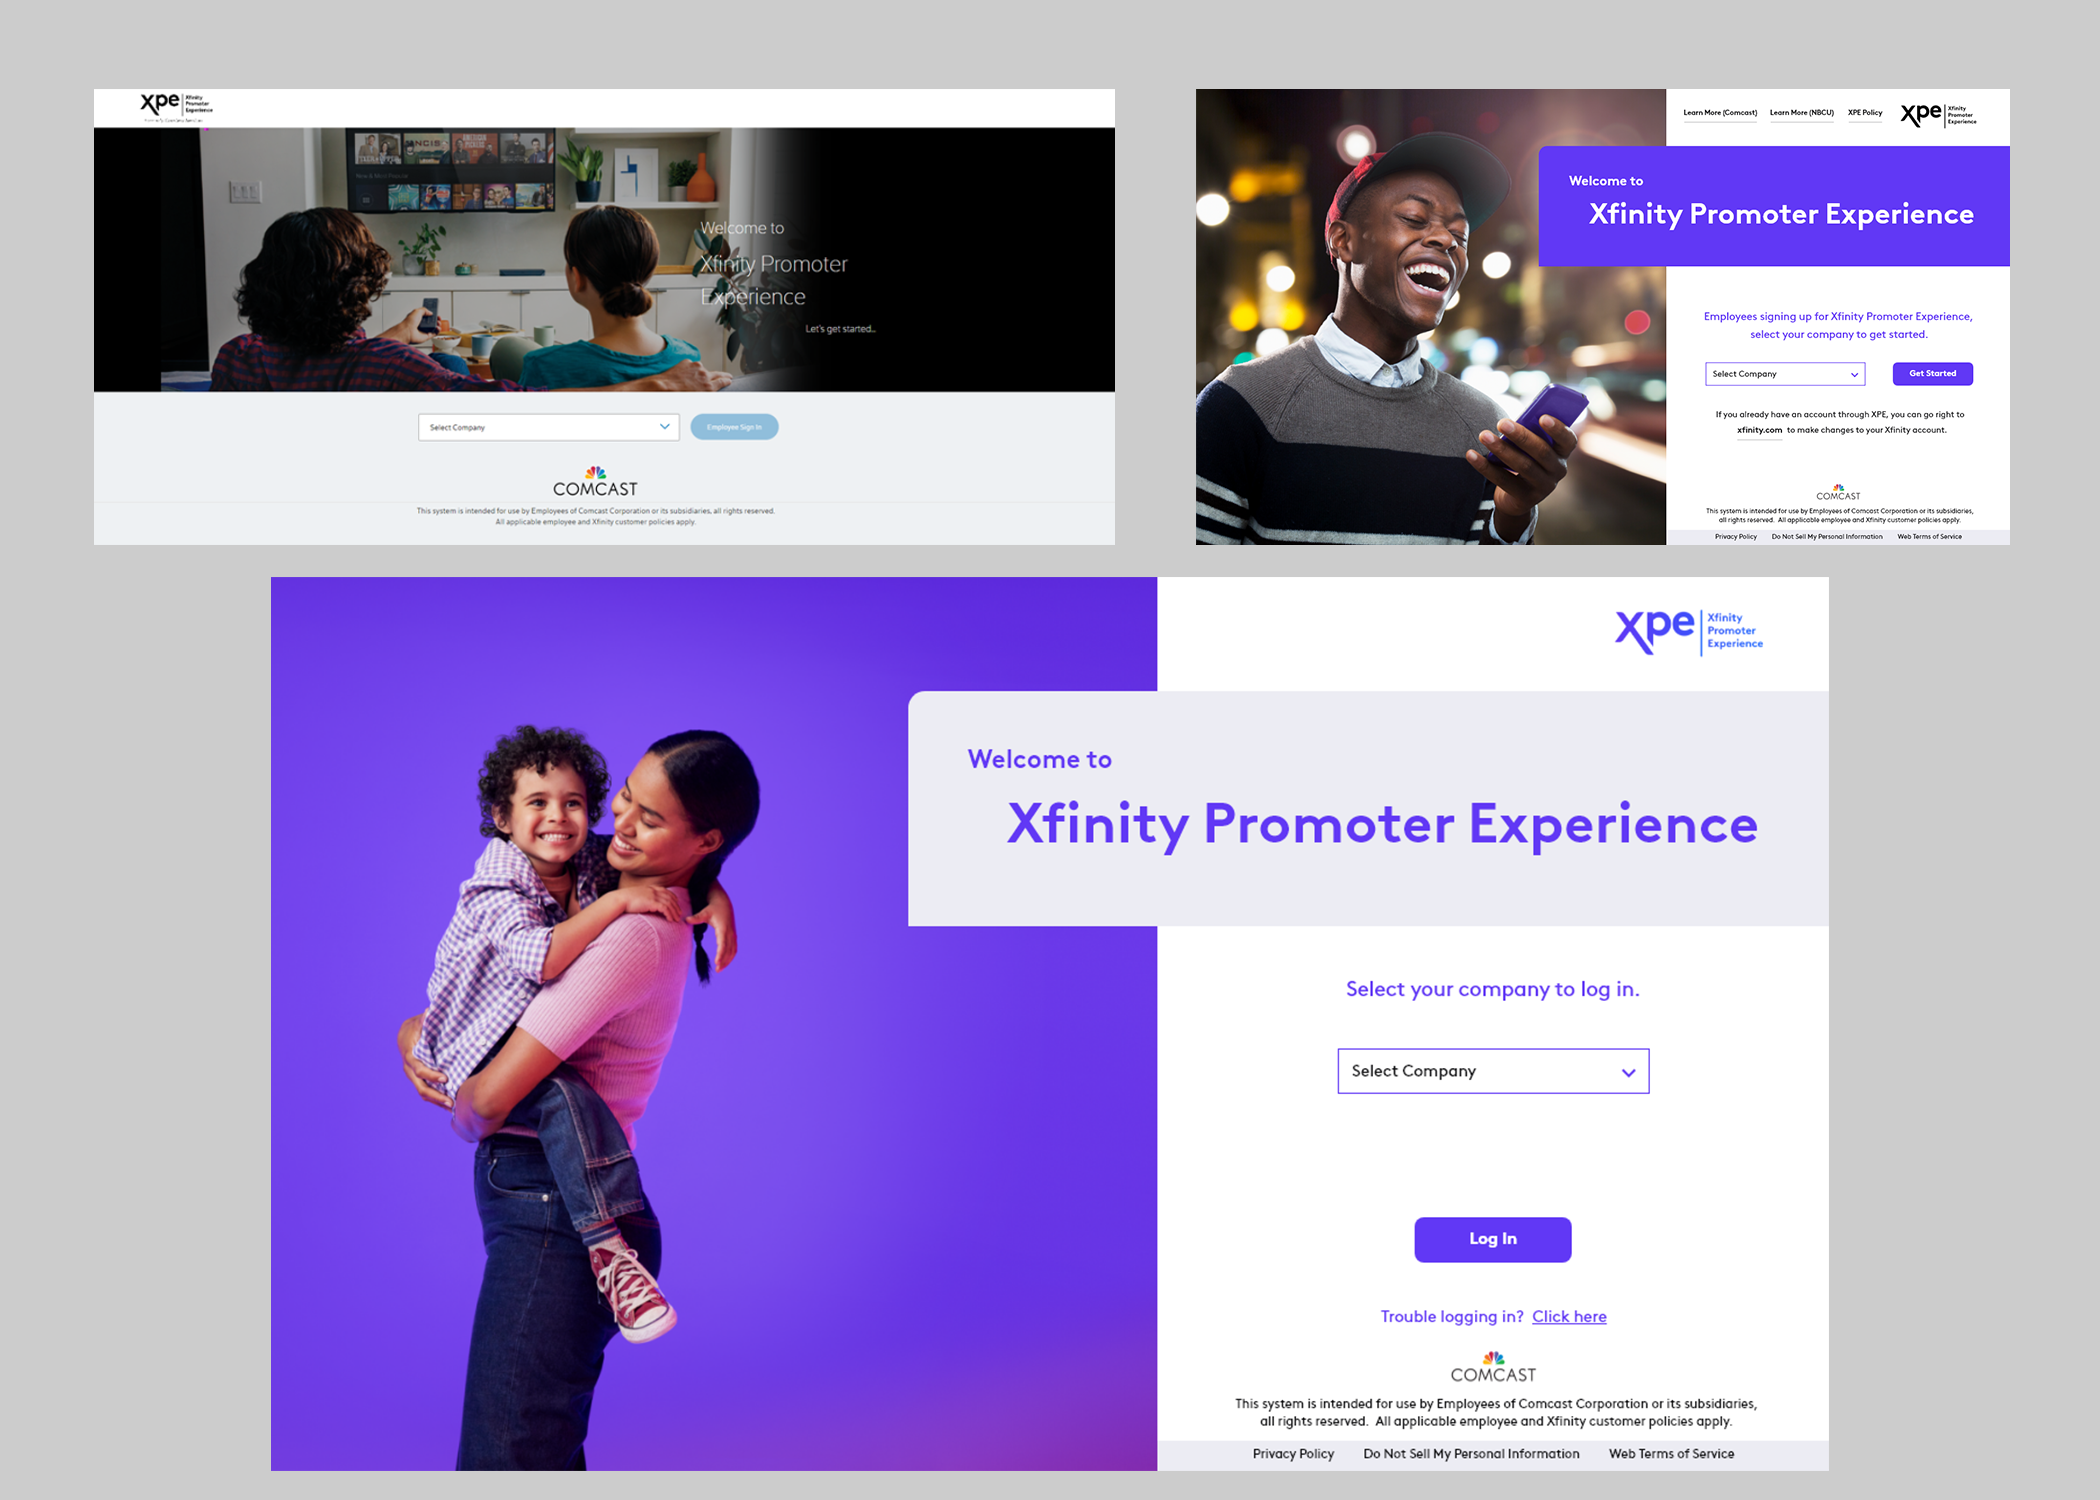 xpe
Xfinity
Promoter
Experience
NCIS
Welcome to
Xfinity Promoter
Experience
Let's get started...
Select Company
Employee Sign In
COMCAST
This system is intended for use by Employees of Comcast Corporation or its subsidiaries, all rights reserved.
All applicable employee and Xfinity customer policies apply.
Learn More (Comcast)
Learn More (NBCU)
XPE Policy
xpe
Xfinity
Promoter
Experience
Welcome to
Xfinity Promoter Experience
Employees signing up for Xfinity Promoter Experience,
select your company to get started.
Select Company
Get Started
If you already have an account through XPE, you can go right to
xfinity.com to make changes to your Xfinity account.
COMCAST
This system is intended for use by Employees of Comcast Corporation or its subsidiaries,
all rights reserved. All applicable employee and Xfinity customer policies apply.
Privacy Policy
Do Not Sell My Personal Information
Web Terms of Service
xpe
Xfinity
Promoter
Experience
Welcome to
Xfinity Promoter Experience
Select your company to log in.
Select Company
Log In
Trouble logging in? Click here
COMCAST
This system is intended for use by Employees of Comcast Corporation or its subsidiaries,
all rights reserved. All applicable employee and Xfinity customer policies apply.
Privacy Policy
Do Not Sell My Personal Information
Web Terms of Service